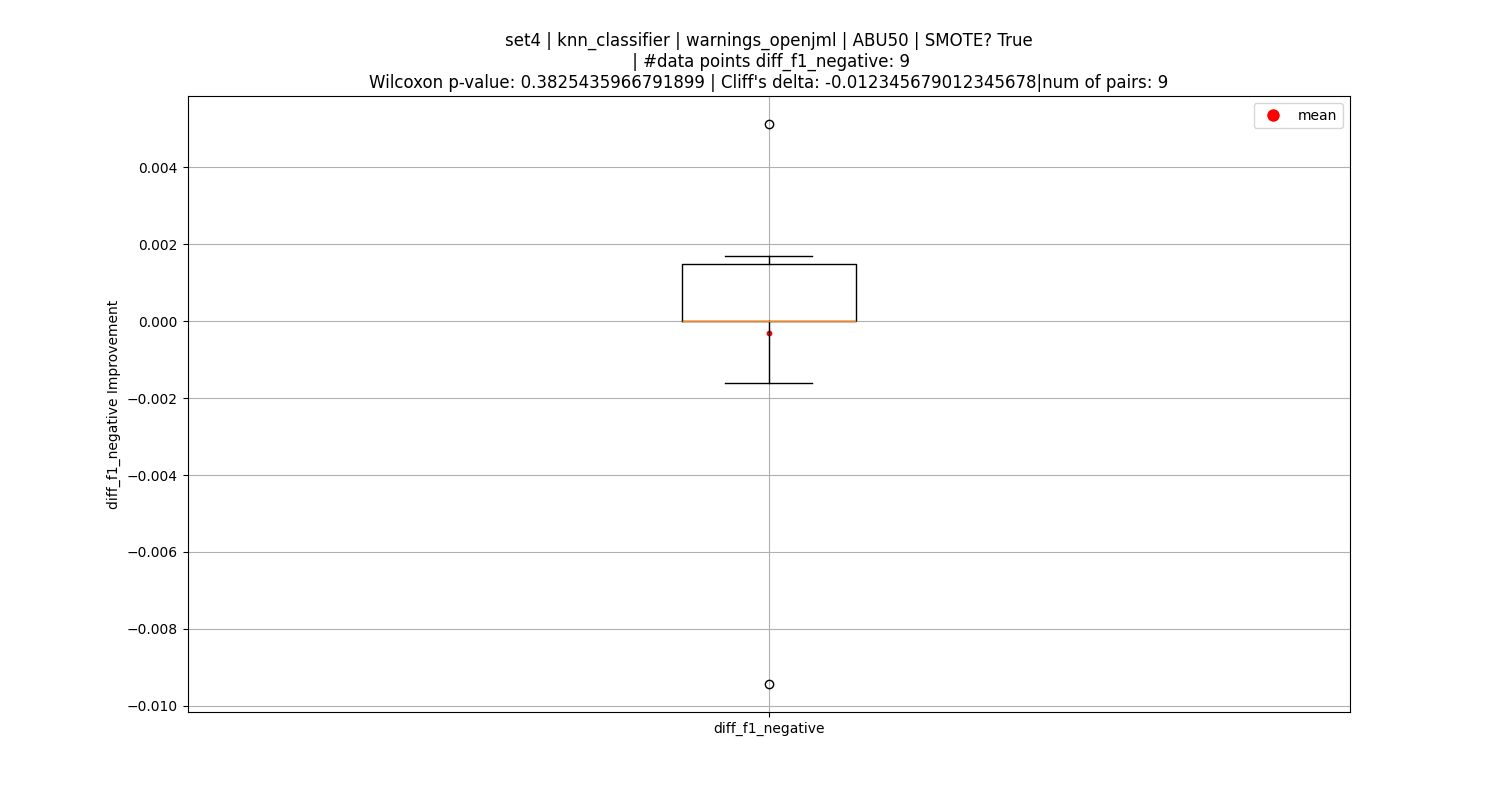 set4 | knn_classifier | warnings_openjml | ABU50 | SMOTE? True
| #data points diff_f1_negative: 9
Wilcoxon p-value: 0.3825435966791899 | Cliff's delta: -0.012345679012345678|num of pairs: 9
mean
0.004
0.002
0.000
−0.002
−0.004
−0.006
−0.008
−0.010
diff_f1_negative Improvement
diff_f1_negative